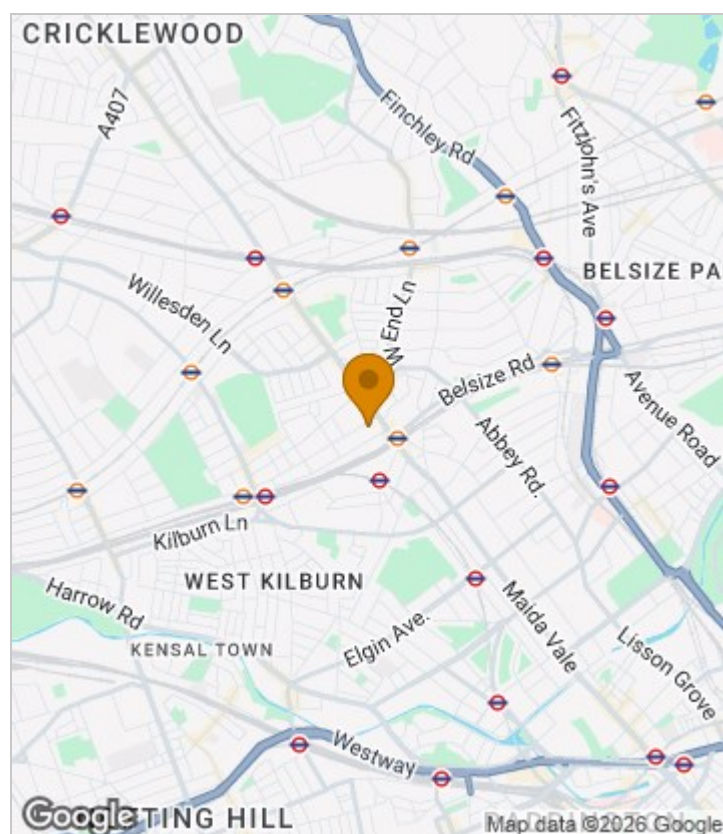 CRICKLEWOOD
A407
Finchley Rd
Fitzjohn's Ave
BELSIZE PA
Willesden Ln
W End Ln
Belsize Rd
Avenue Road
Abbey Rd.
Kilburn Ln
WEST KILBURN
Harrow Rd
Maida Vale
Elgin Ave.
KENSAL TOWN
Lisson Grove
Westway
Google
TTING HILL
Map data ©2026 Google